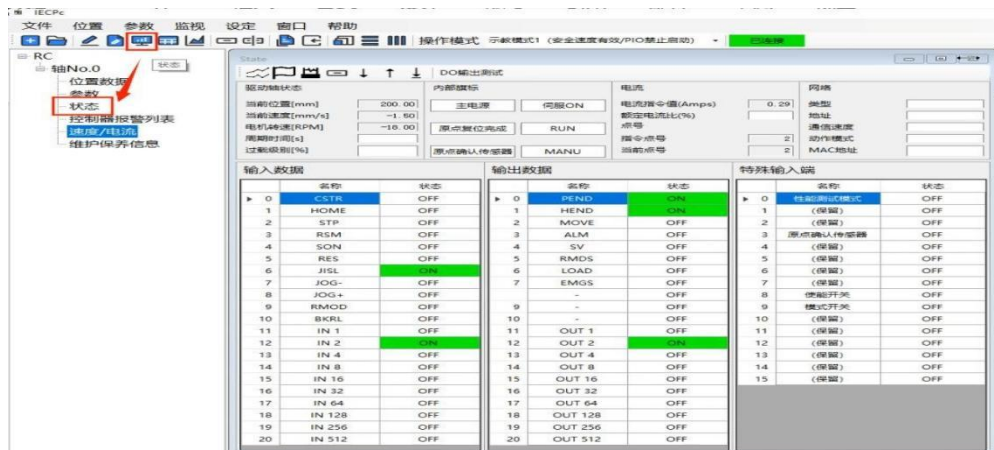 IECPc
文件 位置 参数 监视 设定 窗口 帮助
操作模式 示教模式1 (安全速度有效/PIO禁止启动) 已连接
RC
轴No.0
位置数据
参数
状态
控制器报警列表
速度/电流
维护保养信息
状态
State
DO输出测试
驱动轴状态 内部旗标 电流 网络
当前位置[mm] 200.00 主电源 伺服ON 电流指令值(Amps) 0.29 类型
当前速度[mm/s] -1.50 额定电流比(%) 地址
电机转速[RPM] -18.00 原点复位完成 RUN 点号 通信速度
周期时间[s] 指令点号 2 动作模式
过载级别[%] 原点确认传感器 MANU 当前点号 2 MAC地址
输入数据 输出数据 特殊输入端
名称 状态 名称 状态 名称 状态
0 CSTR OFF 0 PEND ON 0 性能测试模式 OFF
1 HOME OFF 1 HEND ON 1 (保留) OFF
2 STP OFF 2 MOVE OFF 2 (保留) OFF
3 RSM OFF 3 ALM OFF 3 原点确认传感器 OFF
4 SON OFF 4 SV OFF 4 (保留) OFF
5 RES OFF 5 RMDS OFF 5 (保留) OFF
6 JISL ON 6 LOAD OFF 6 (保留) OFF
7 JOG- OFF 7 EMGS OFF 7 (保留) OFF
8 JOG+ OFF - OFF 8 使能开关 OFF
9 RMOD OFF 9 - OFF 9 模式开关 OFF
10 BKRL OFF 10 - OFF 10 (保留) OFF
11 IN 1 OFF 11 OUT 1 OFF 11 (保留) OFF
12 IN 2 ON 12 OUT 2 ON 12 (保留) OFF
13 IN 4 OFF 13 OUT 4 OFF 13 (保留) OFF
14 IN 8 OFF 14 OUT 8 OFF 14 (保留) OFF
15 IN 16 OFF 15 OUT 16 OFF 15 (保留) OFF
16 IN 32 OFF 16 OUT 32 OFF
17 IN 64 OFF 17 OUT 64 OFF
18 IN 128 OFF 18 OUT 128 OFF
19 IN 256 OFF 19 OUT 256 OFF
20 IN 512 OFF 20 OUT 512 OFF